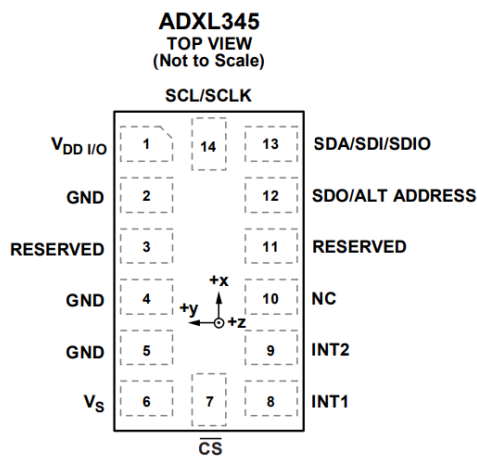 ADXL345
TOP VIEW
(Not to Scale)
SCL/SCLK
VDD I/O 1 14 13 SDA/SDI/SDIO
GND 2 12 SDO/ALT ADDRESS
RESERVED 3 11 RESERVED
+x
GND 4 10 NC
+y +z
GND 5 9 INT2
VS 6 7 8 INT1
CS